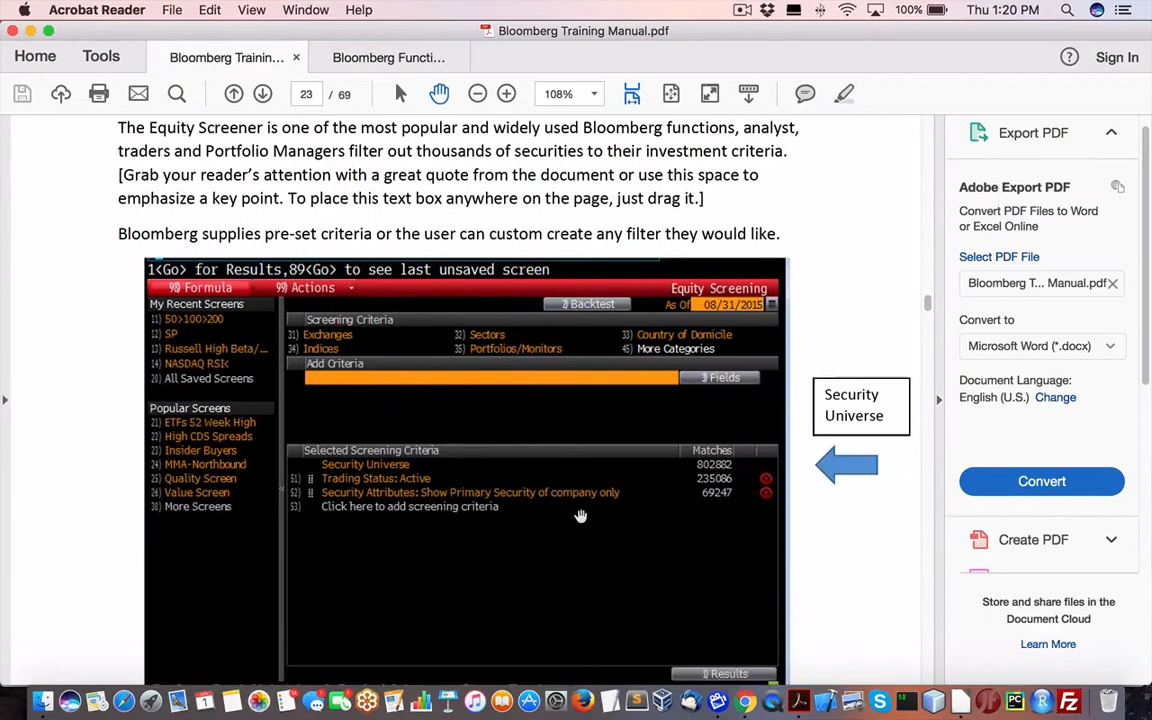 Acrobat Reader File Edit View Window Help 100% Thu 1:20 PM
Bloomberg Training Manual.pdf
Home Tools Bloomberg Trainin... × Bloomberg Functi... ? Sign In
23 / 69 108%
The Equity Screener is one of the most popular and widely used Bloomberg functions, analyst,
traders and Portfolio Managers filter out thousands of securities to their investment criteria.
[Grab your reader's attention with a great quote from the document or use this space to
emphasize a key point. To place this text box anywhere on the page, just drag it.]
Bloomberg supplies pre-set criteria or the user can custom create any filter they would like.
1<Go> for Results,89<Go> to see last unsaved screen
98) Formula 99) Actions Equity Screening
My Recent Screens 2) Backtest As Of 08/31/2015
11) 50>100>200 Screening Criteria
12) SP 31) Exchanges 32) Sectors 33) Country of Domicile
13) Russell High Beta/... 34) Indices 35) Portfolios/Monitors 45) More Categories
14) NASDAQ RSI< Add Criteria
20) All Saved Screens 3) Fields
Popular Screens
21) ETFs 52 Week High
22) High CDS Spreads
23) Insider Buyers Selected Screening Criteria Matches
24) MMA-Northbound Security Universe 802882
25) Quality Screen 51) Trading Status: Active 235086
26) Value Screen 52) Security Attributes: Show Primary Security of company only 69247
30) More Screens 53) Click here to add screening criteria
1) Results
Security
Universe
Export PDF
Adobe Export PDF
Convert PDF Files to Word
or Excel Online
Select PDF File
Bloomberg T... Manual.pdf ×
Convert to
Microsoft Word (*.docx)
Document Language:
English (U.S.) Change
Convert
Create PDF
Store and share files in the
Document Cloud
Learn More